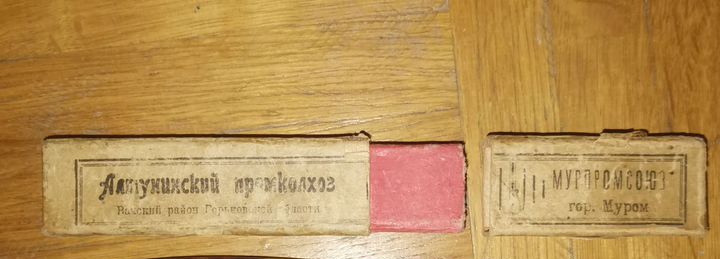 Алтунинский промколхоз
Вачский район Горьковской области
МУРПРОМСОЮЗ
гор. Муром